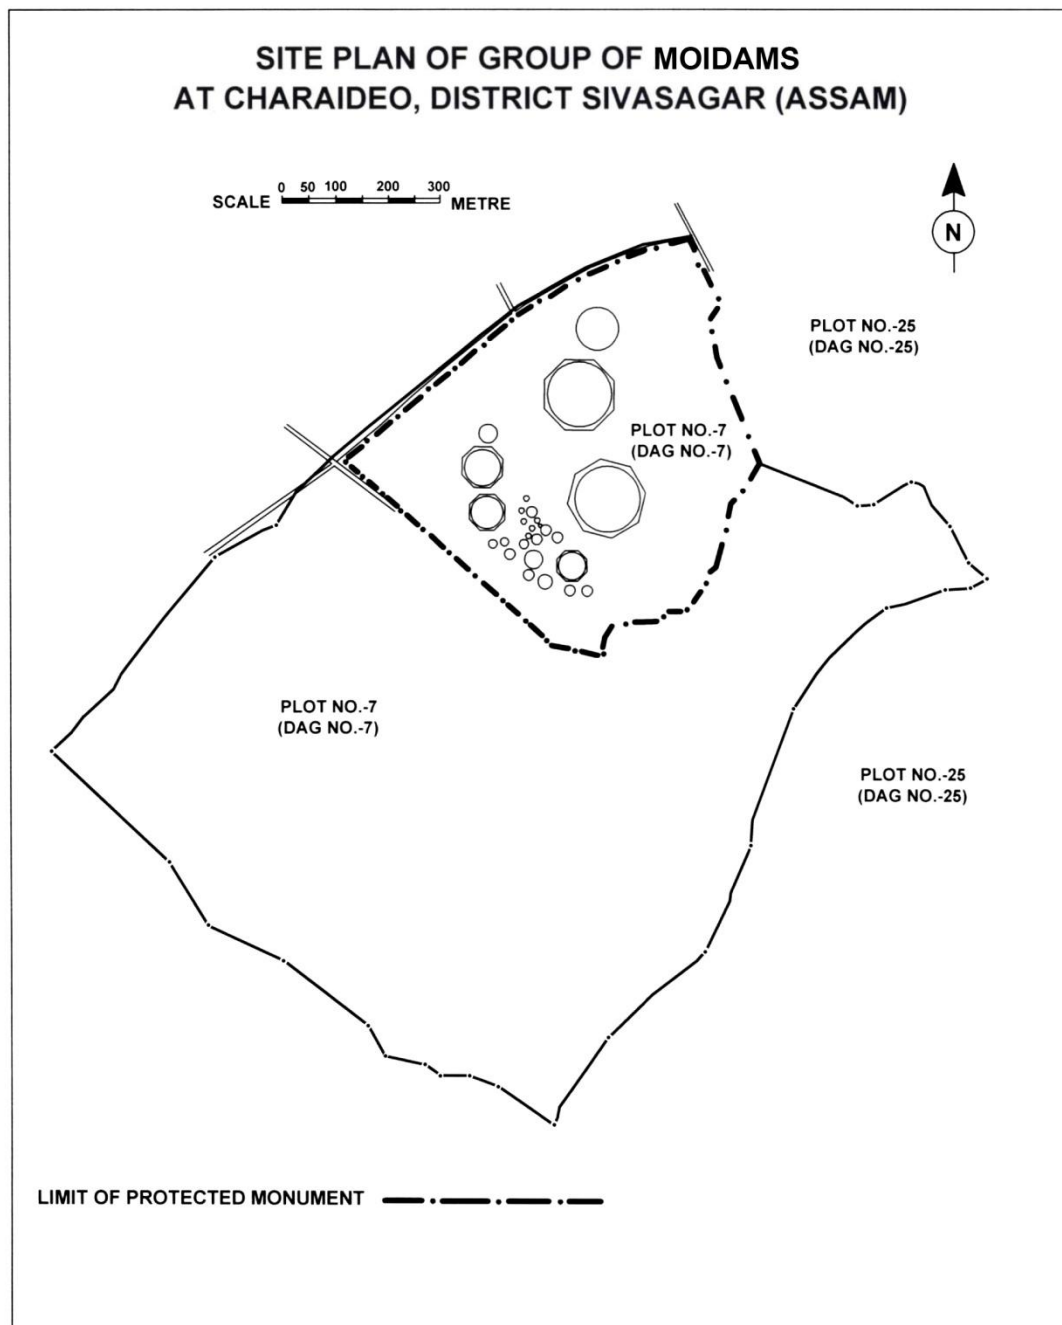 SITE PLAN OF GROUP OF MOIDAMS
AT CHARAIDEO, DISTRICT SIVASAGAR (ASSAM)
0 50 100 200 300
SCALE METRE
N
PLOT NO.-25
(DAG NO.-25)
PLOT NO.-7
(DAG NO.-7)
PLOT NO.-7
(DAG NO.-7)
PLOT NO.-25
(DAG NO.-25)
LIMIT OF PROTECTED MONUMENT